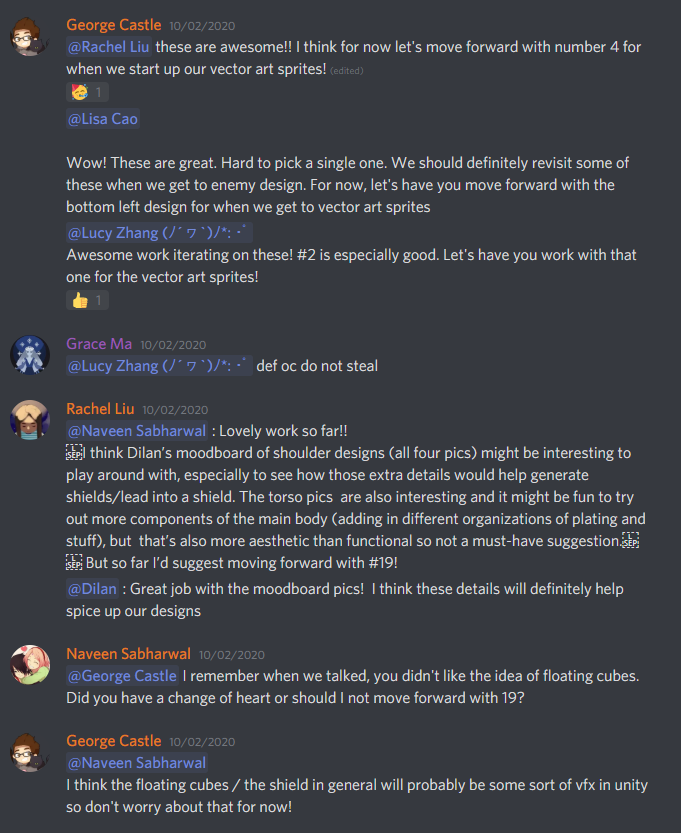 George Castle 10/02/2020
@Rachel Liu these are awesome!! I think for now let's move forward with number 4 for
when we start up our vector art sprites! (edited)
🥳 1
@Lisa Cao
Wow! These are great. Hard to pick a single one. We should definitely revisit some of
these when we get to enemy design. For now, let's have you move forward with the
bottom left design for when we get to vector art sprites
@Lucy Zhang (ﾉ´ヮ`)ﾉ*: ･ﾟ
Awesome work iterating on these! #2 is especially good. Let's have you work with that
one for the vector art sprites!
👍 1
Grace Ma 10/02/2020
@Lucy Zhang (ﾉ´ヮ`)ﾉ*: ･ﾟ def oc do not steal
Rachel Liu 10/02/2020
@Naveen Sabharwal : Lovely work so far!!
I think Dilan's moodboard of shoulder designs (all four pics) might be interesting to
play around with, especially to see how those extra details would help generate
shields/lead into a shield. The torso pics are also interesting and it might be fun to try
out more components of the main body (adding in different organizations of plating and
stuff), but that's also more aesthetic than functional so not a must-have suggestion.
But so far I'd suggest moving forward with #19!
@Dilan : Great job with the moodboard pics! I think these details will definitely help
spice up our designs
Naveen Sabharwal 10/02/2020
@George Castle I remember when we talked, you didn't like the idea of floating cubes.
Did you have a change of heart or should I not move forward with 19?
George Castle 10/02/2020
@Naveen Sabharwal
I think the floating cubes / the shield in general will probably be some sort of vfx in unity
so don't worry about that for now!